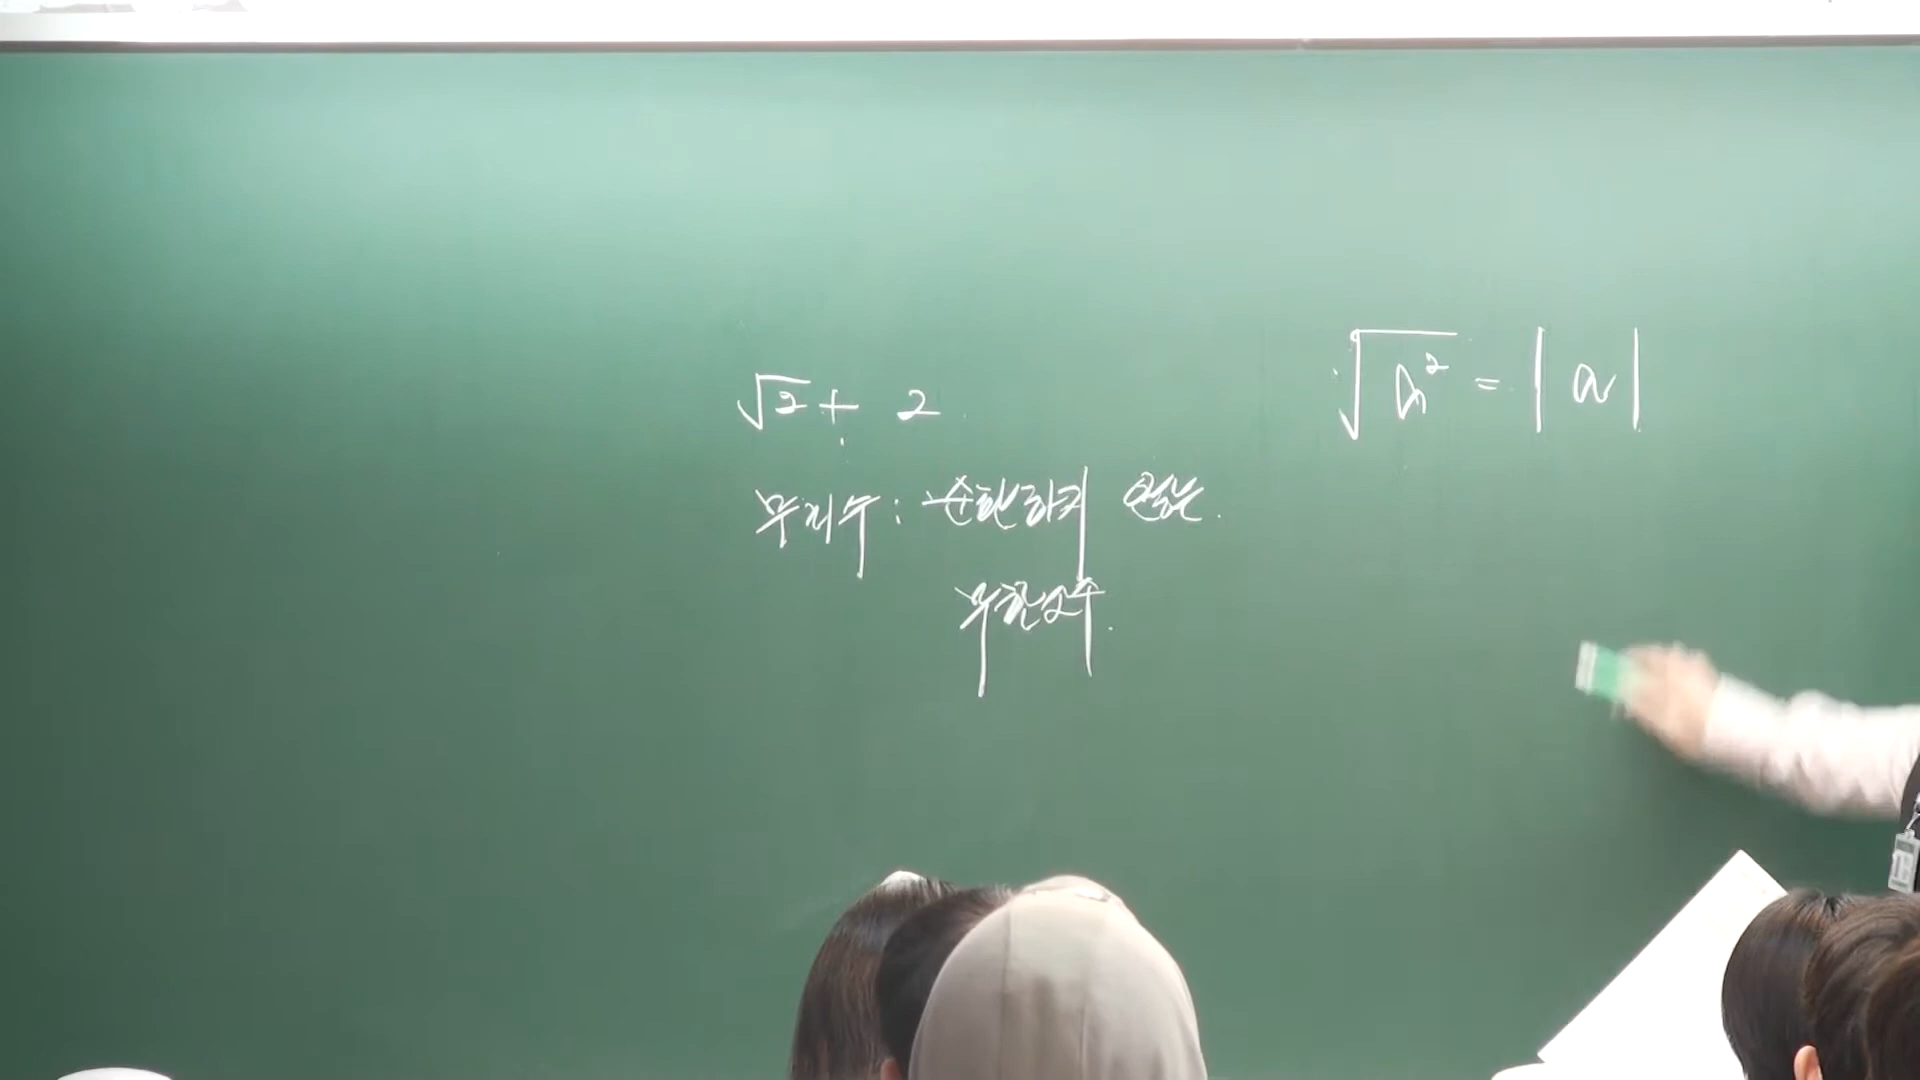 √2 + 2
무리수 : 순환하지 않는
무한소수.
√a² = |a|